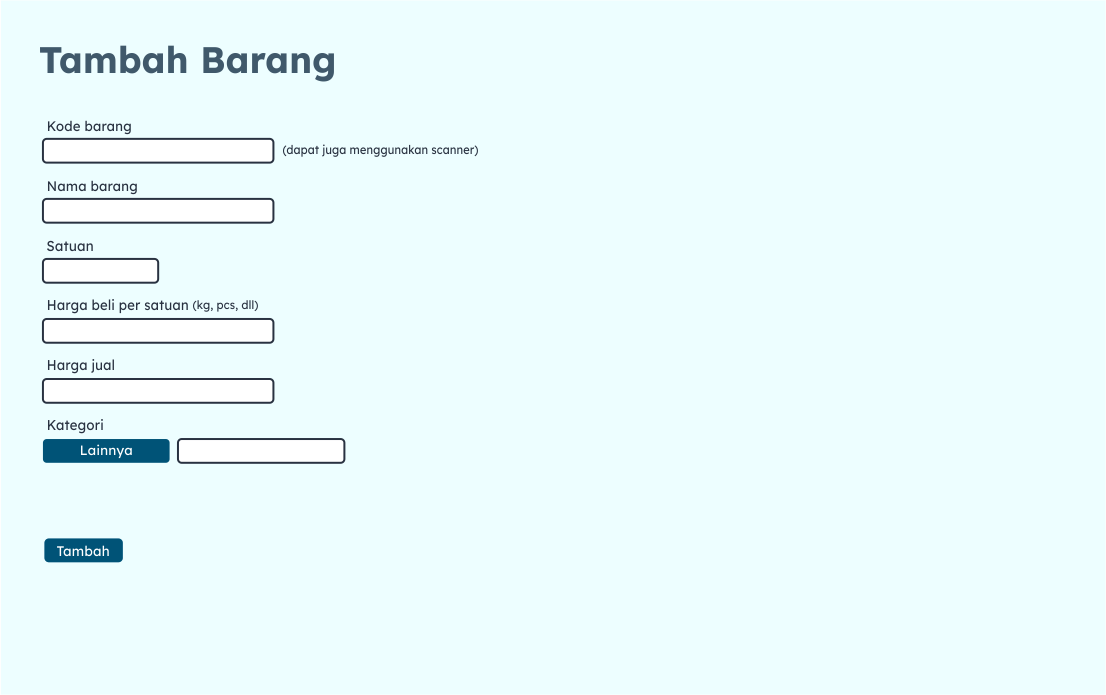 Tambah Barang
Kode barang
(dapat juga menggunakan scanner)
Nama barang
Satuan
Harga beli per satuan (kg, pcs, dll)
Harga jual
Kategori
Lainnya
Tambah